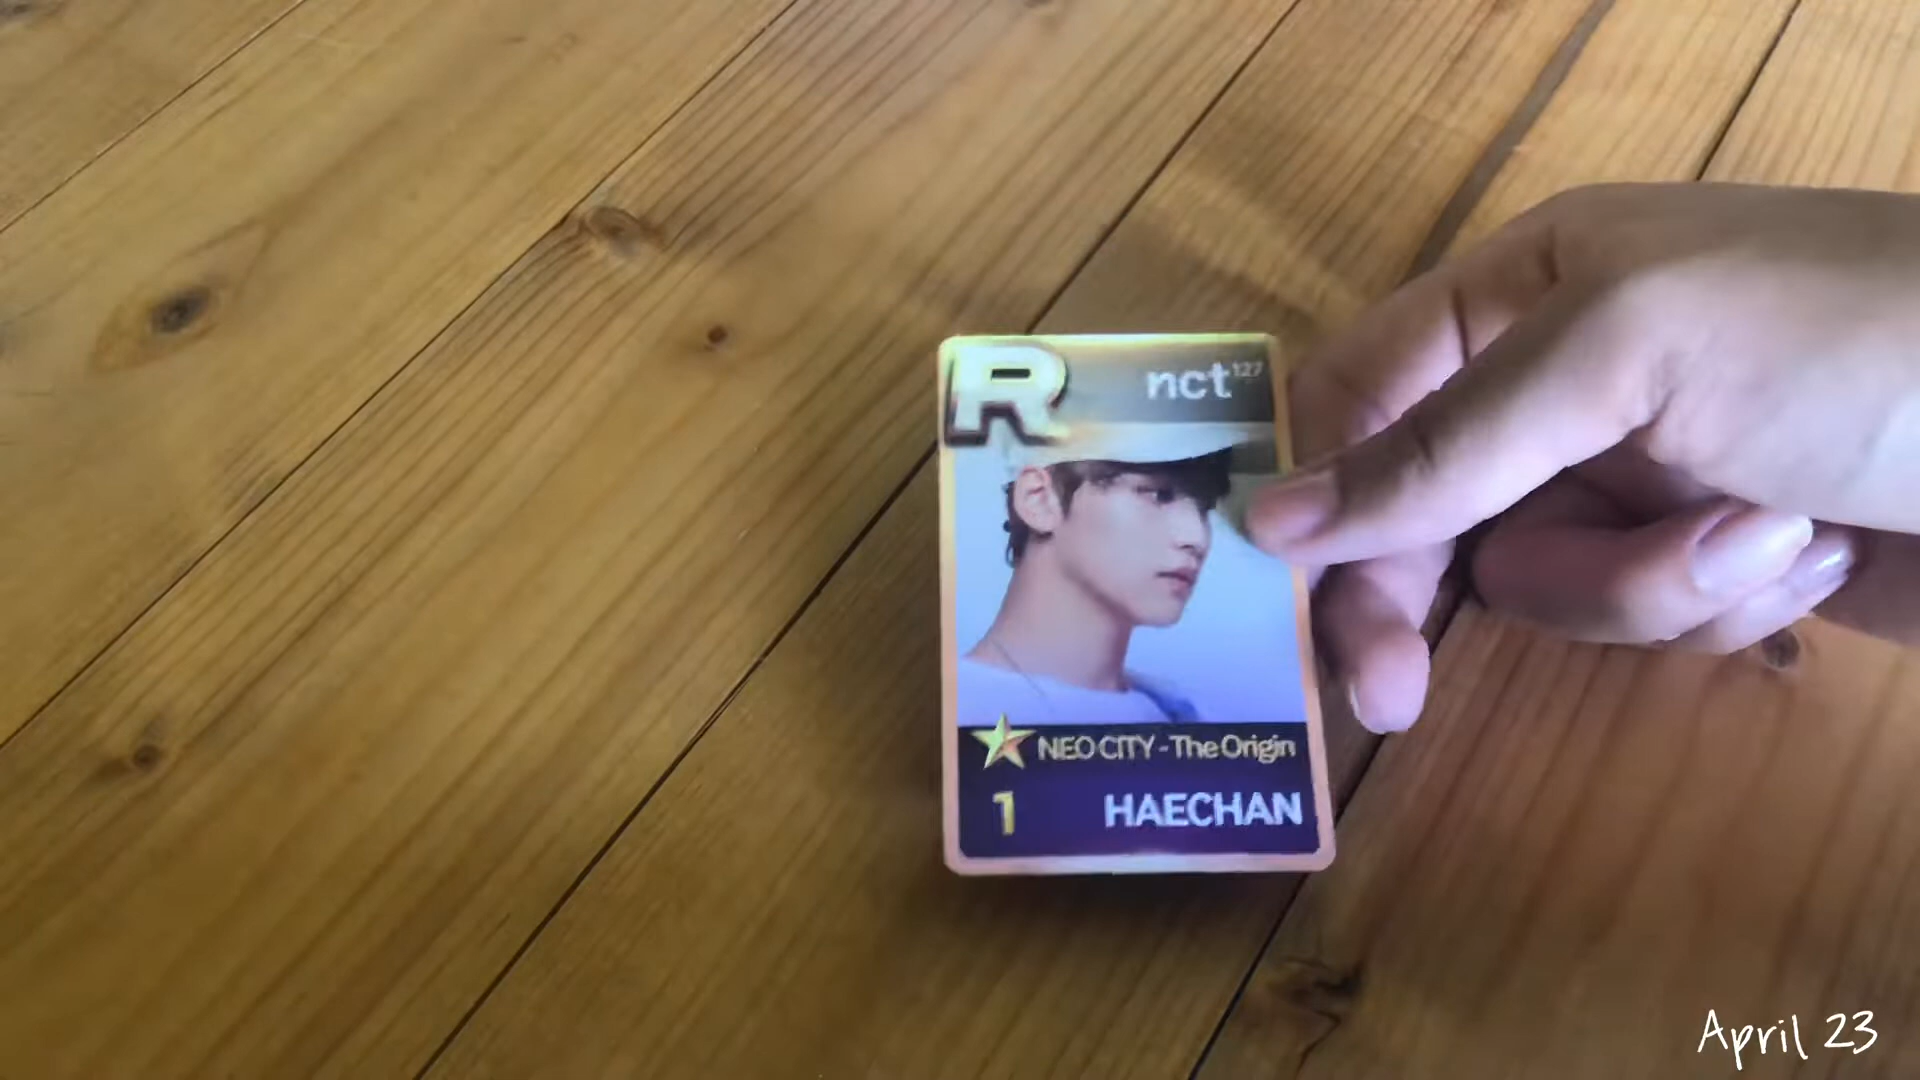 R
nct 127
NEO CITY - The Origin
1
HAECHAN
April 23